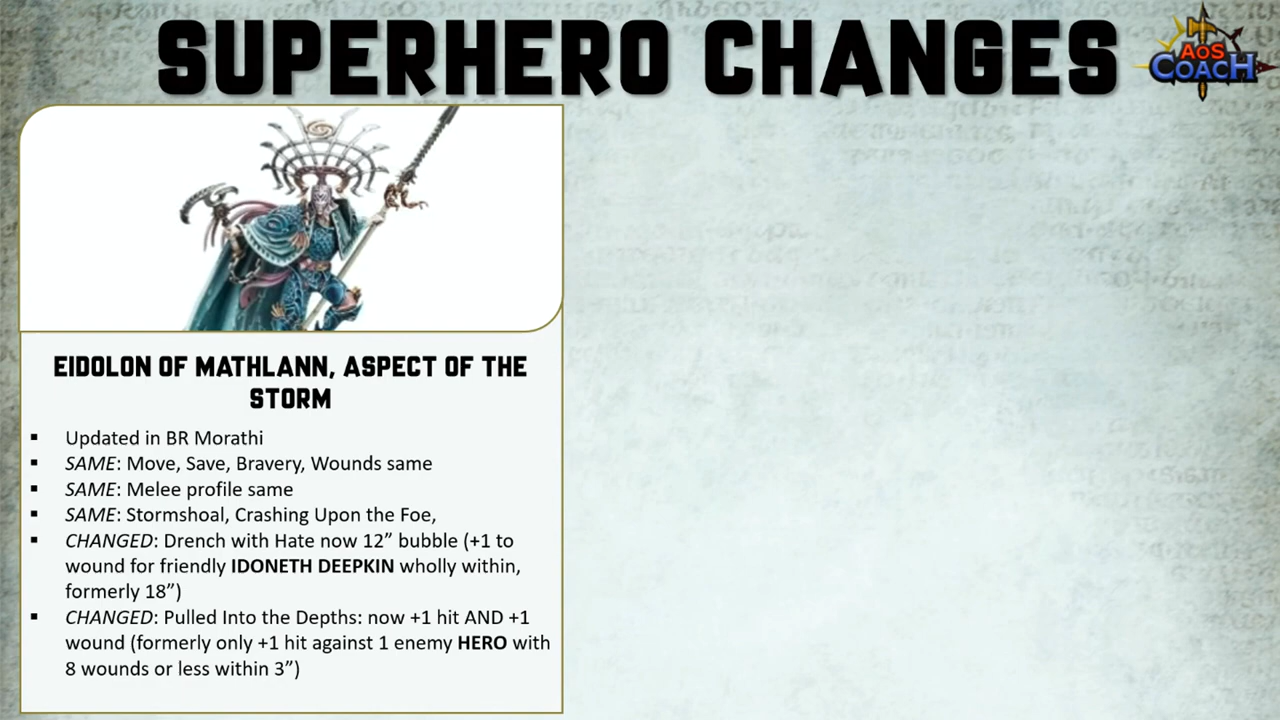 SUPERHERO CHANGES
AoS
COACH
EIDOLON OF MATHLANN, ASPECT OF THE
STORM
▪ Updated in BR Morathi
▪ SAME: Move, Save, Bravery, Wounds same
▪ SAME: Melee profile same
▪ SAME: Stormshoal, Crashing Upon the Foe,
▪ CHANGED: Drench with Hate now 12” bubble (+1 to
wound for friendly IDONETH DEEPKIN wholly within,
formerly 18”)
▪ CHANGED: Pulled Into the Depths: now +1 hit AND +1
wound (formerly only +1 hit against 1 enemy HERO with
8 wounds or less within 3”)